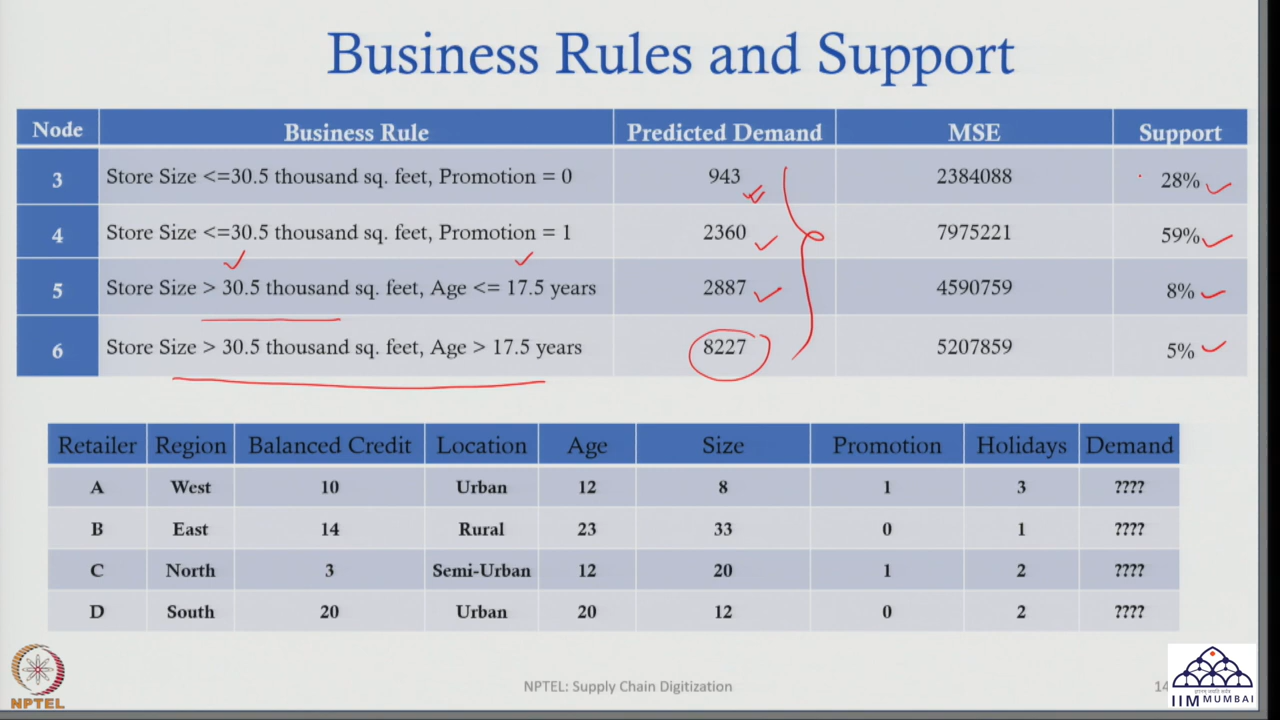 Business Rules and Support
Node Business Rule Predicted Demand MSE Support
3 Store Size <=30.5 thousand sq. feet, Promotion = 0 943 2384088 28%
4 Store Size <=30.5 thousand sq. feet, Promotion = 1 2360 7975221 59%
5 Store Size > 30.5 thousand sq. feet, Age <= 17.5 years 2887 4590759 8%
6 Store Size > 30.5 thousand sq. feet, Age > 17.5 years 8227 5207859 5%
Retailer Region Balanced Credit Location Age Size Promotion Holidays Demand
A West 10 Urban 12 8 1 3 ????
B East 14 Rural 23 33 0 1 ????
C North 3 Semi-Urban 12 20 1 2 ????
D South 20 Urban 20 12 0 2 ????
NPTEL
NPTEL: Supply Chain Digitization
14
IIM MUMBAI